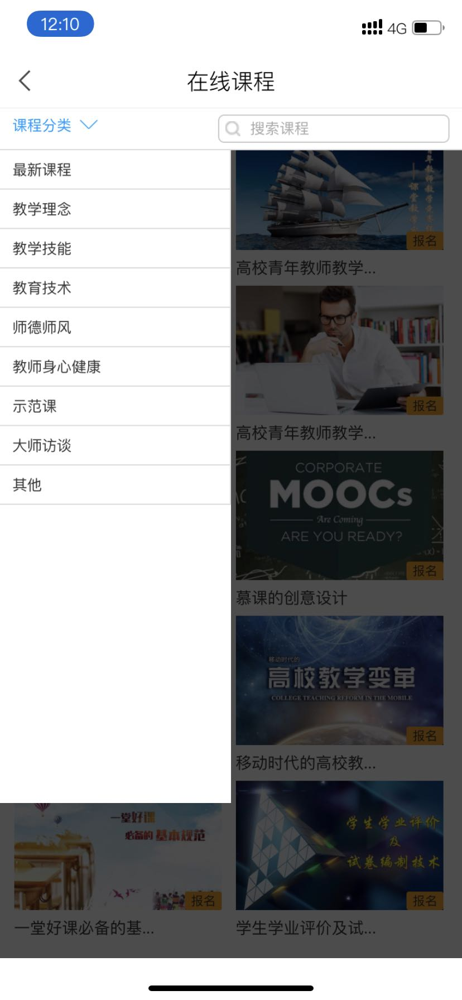 12:10
4G
在线课程
课程分类
搜索课程
最新课程
教学理念
教学技能
教育技术
师德师风
教师身心健康
示范课
大师访谈
其他
报名
高校青年教师教学...
报名
高校青年教师教学...
CORPORATE
MOOCs
Are Coming
ARE YOU READY?
报名
慕课的创意设计
移动时代的
高校教学变革
COLLEGE TEACHING REFORM IN THE MOBILE
报名
移动时代的高校教...
一堂好课
必备的 基本规范
报名
一堂好课必备的基...
学生学业评价
及
试卷编制技术
报名
学生学业评价及试...